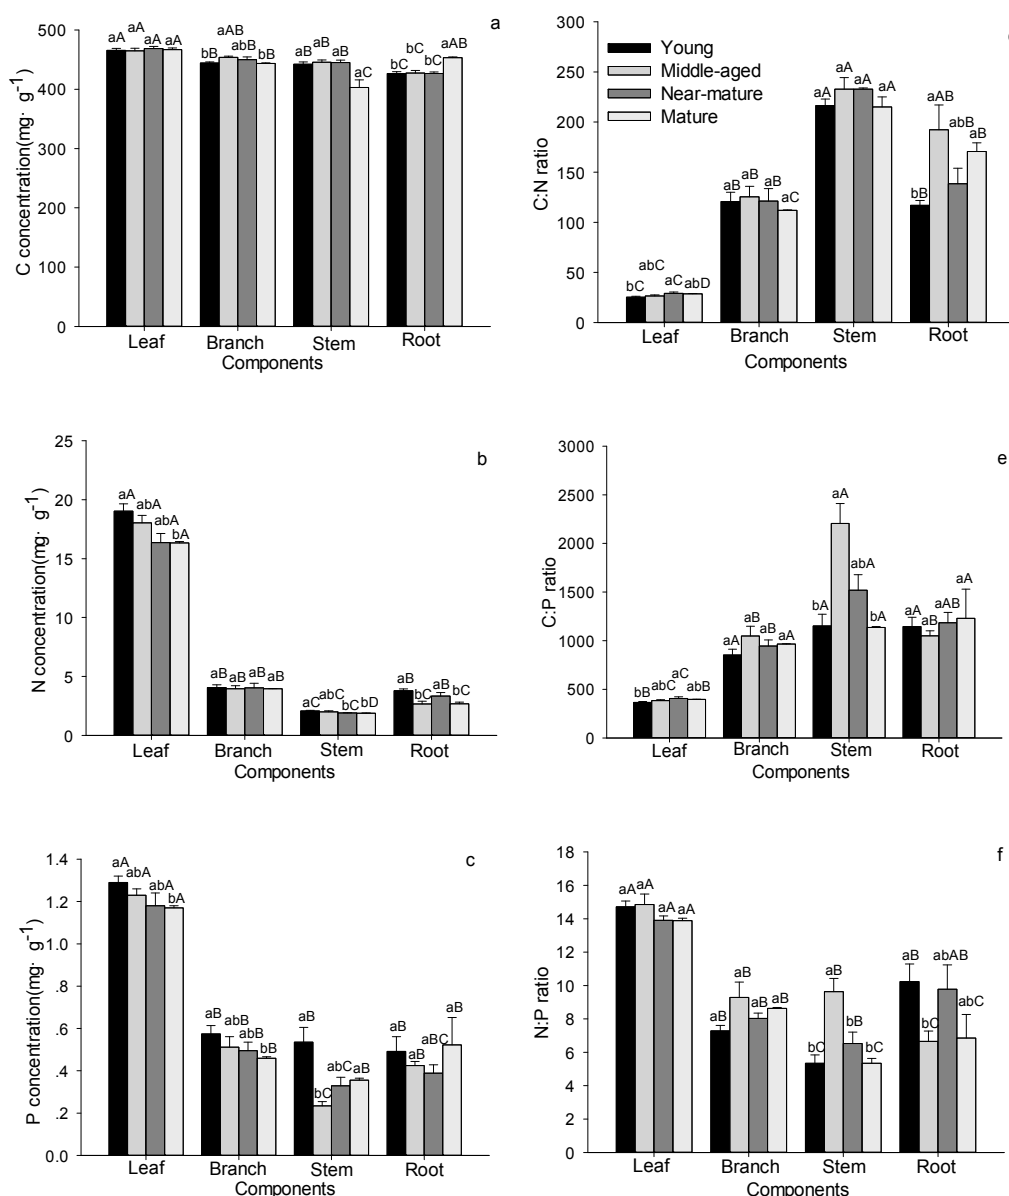 a
C concentration(mg· g-1)
500
400
300
200
100
0
aA aA aA aA
bB aAB abB bB
aB aB aB aC
bC bC bC aAB
Leaf Branch Stem Root
Components
C:N ratio
300
250
200
150
100
50
0
Young
Middle-aged
Near-mature
Mature
bC abC aC abD
aB aB aB aC
aA aA aA aA
bB aAB abB aB
Leaf Branch Stem Root
Components
b
N concentration(mg· g-1)
25
20
15
10
5
0
aA abA abA bA
aB aB aB aB
aC abC bC bD
aB bC aB bC
Leaf Branch Stem Root
Components
e
C:P ratio
3000
2500
2000
1500
1000
500
0
bB abC aC abB
aA aB aB aA
bA aA abA bA
aA aB aAB aA
Leaf Branch Stem Root
Components
c
P concentration(mg· g-1)
1.4
1.2
1.0
.8
.6
.4
.2
0.0
aA abA abA bA
aB abB abB bB
aB bC abC aB
aB aB aBC aB
Leaf Branch Stem Root
Components
f
N:P ratio
18
16
14
12
10
8
6
4
2
0
aA aA aA aA
aB aB aB aB
bC aB bB bC
aB bC abAB abC
Leaf Branch Stem Root
Components